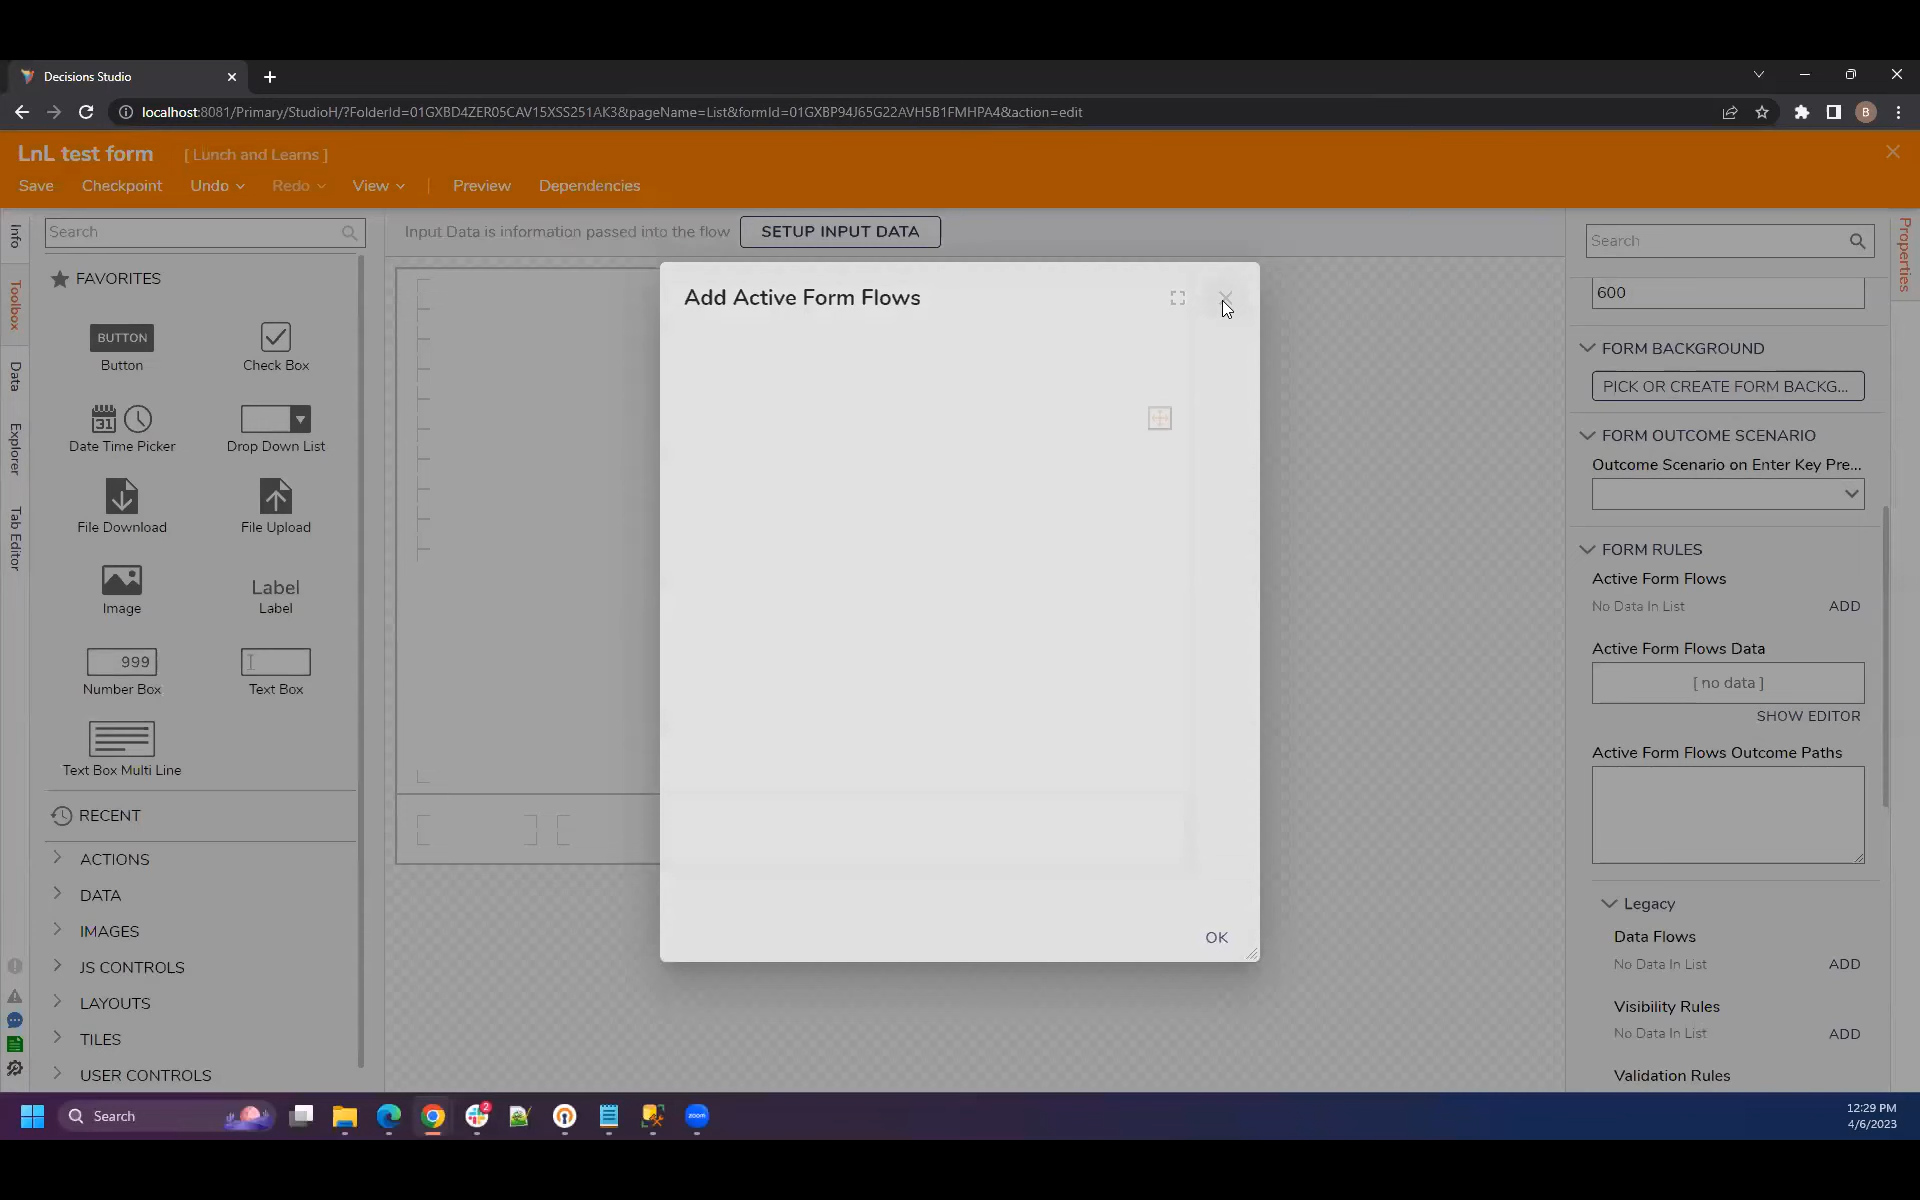 Decisions Studio
localhost:8081/Primary/StudioH/?FolderId=01GXBD4ZER05CAV15XSS251AK3&pageName=List&formId=01GXBP94J65G22AVH5B1FMHPA4&action=edit
B
LnL test form [ Lunch and Learns ]
Save Checkpoint Undo Redo View | Preview Dependencies
Info
Toolbox
Data
Explorer
Tab Editor
Search
FAVORITES
BUTTON
Button Check Box
31
Date Time Picker Drop Down List
File Download File Upload
Label
Image Label
999
Number Box Text Box
Text Box Multi Line
RECENT
ACTIONS
DATA
IMAGES
JS CONTROLS
LAYOUTS
TILES
USER CONTROLS
Input Data is information passed into the flow SETUP INPUT DATA
Add Active Form Flows
OK
Properties
Search
600
FORM BACKGROUND
PICK OR CREATE FORM BACKG...
FORM OUTCOME SCENARIO
Outcome Scenario on Enter Key Pre...
FORM RULES
Active Form Flows
No Data In List ADD
Active Form Flows Data
[ no data ]
SHOW EDITOR
Active Form Flows Outcome Paths
Legacy
Data Flows
No Data In List ADD
Visibility Rules
No Data In List ADD
Validation Rules
Search
2
zoom
12:29 PM
4/6/2023